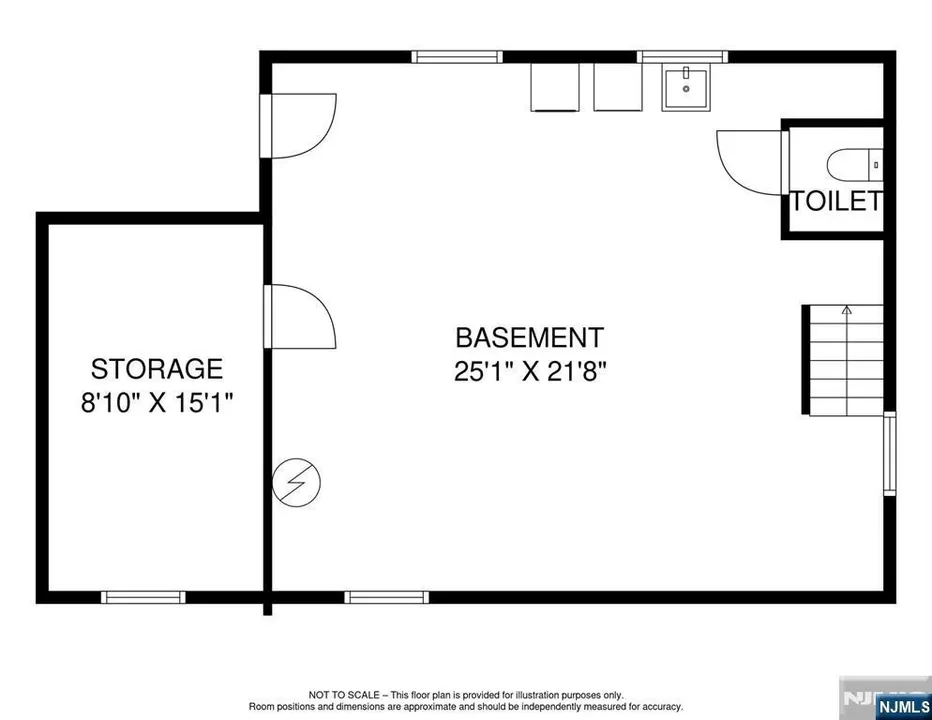 TOILET
BASEMENT
25'1" X 21'8"
STORAGE
8'10" X 15'1"
NOT TO SCALE – This floor plan is provided for illustration purposes only.
Room positions and dimensions are approximate and should be independently measured for accuracy.
NJMLS